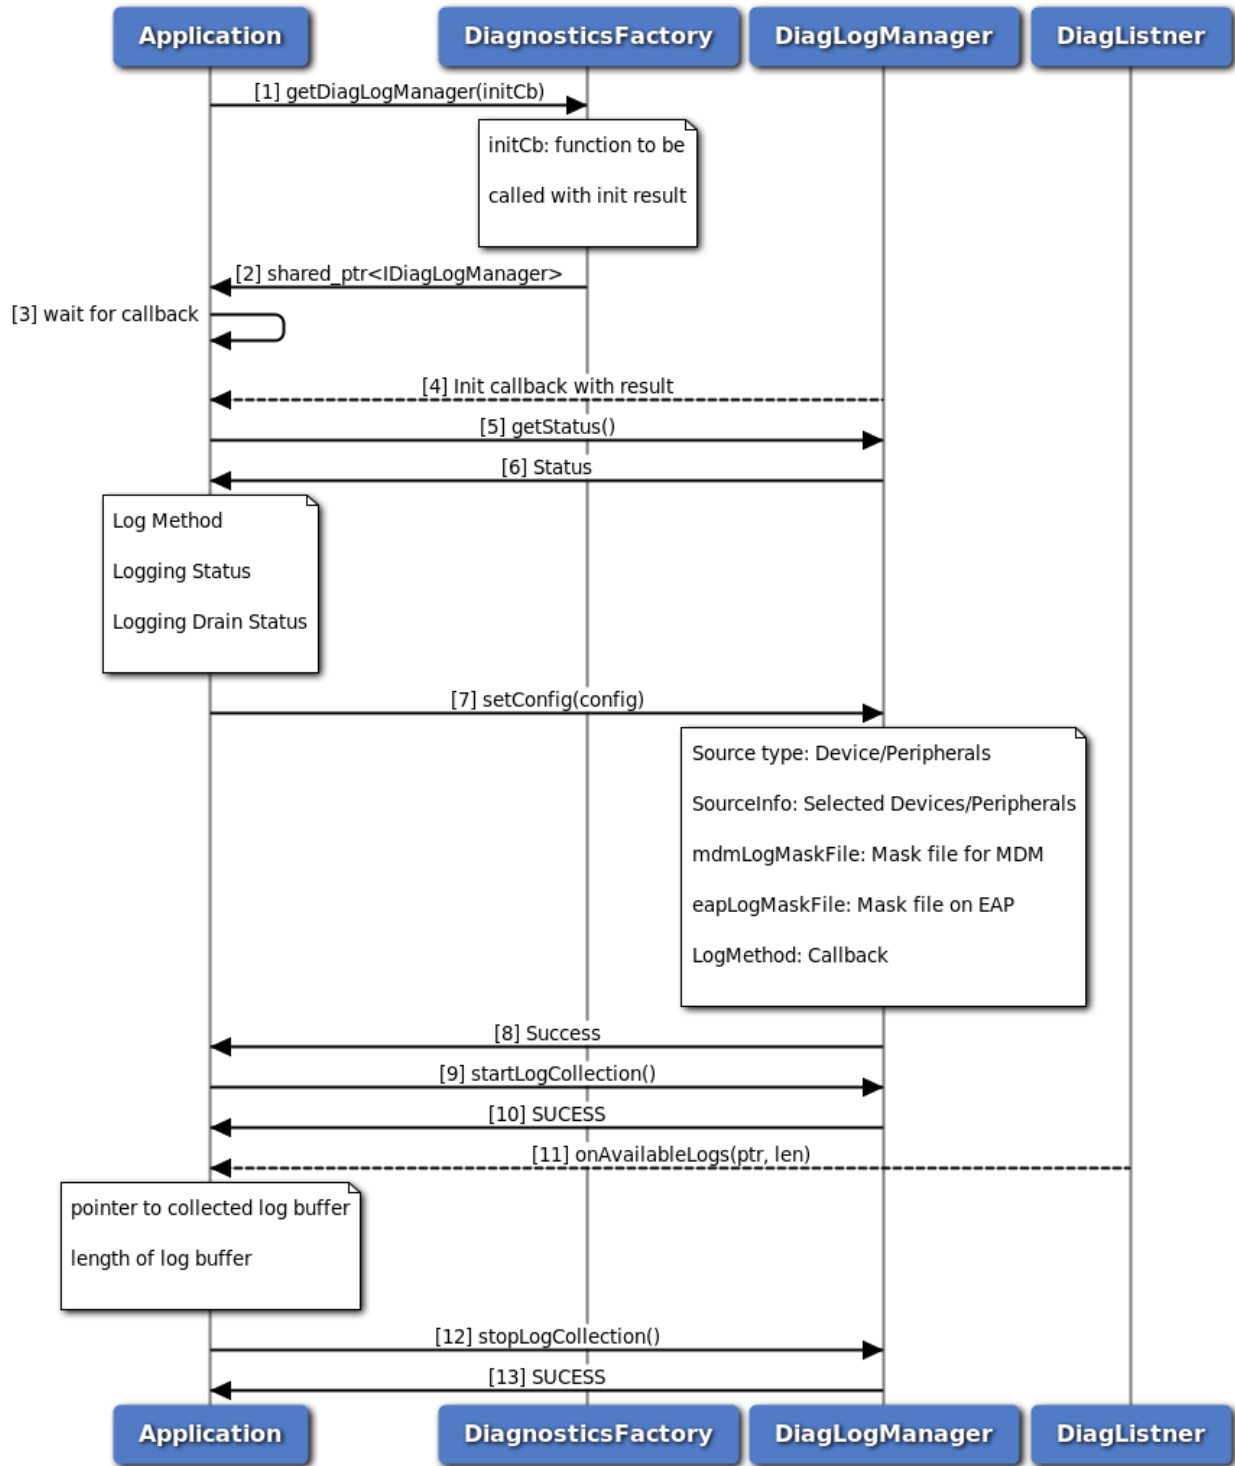 Application DiagnosticsFactory DiagLogManager DiagListner
[1] getDiagLogManager(initCb)
initCb: function to be
called with init result
[2] shared_ptr<IDiagLogManager>
[3] wait for callback
[4] Init callback with result
[5] getStatus()
[6] Status
Log Method
Logging Status
Logging Drain Status
[7] setConfig(config)
Source type: Device/Peripherals
SourceInfo: Selected Devices/Peripherals
mdmLogMaskFile: Mask file for MDM
eapLogMaskFile: Mask file on EAP
LogMethod: Callback
[8] Success
[9] startLogCollection()
[10] SUCESS
[11] onAvailableLogs(ptr, len)
pointer to collected log buffer
length of log buffer
[12] stopLogCollection()
[13] SUCESS
Application DiagnosticsFactory DiagLogManager DiagListner